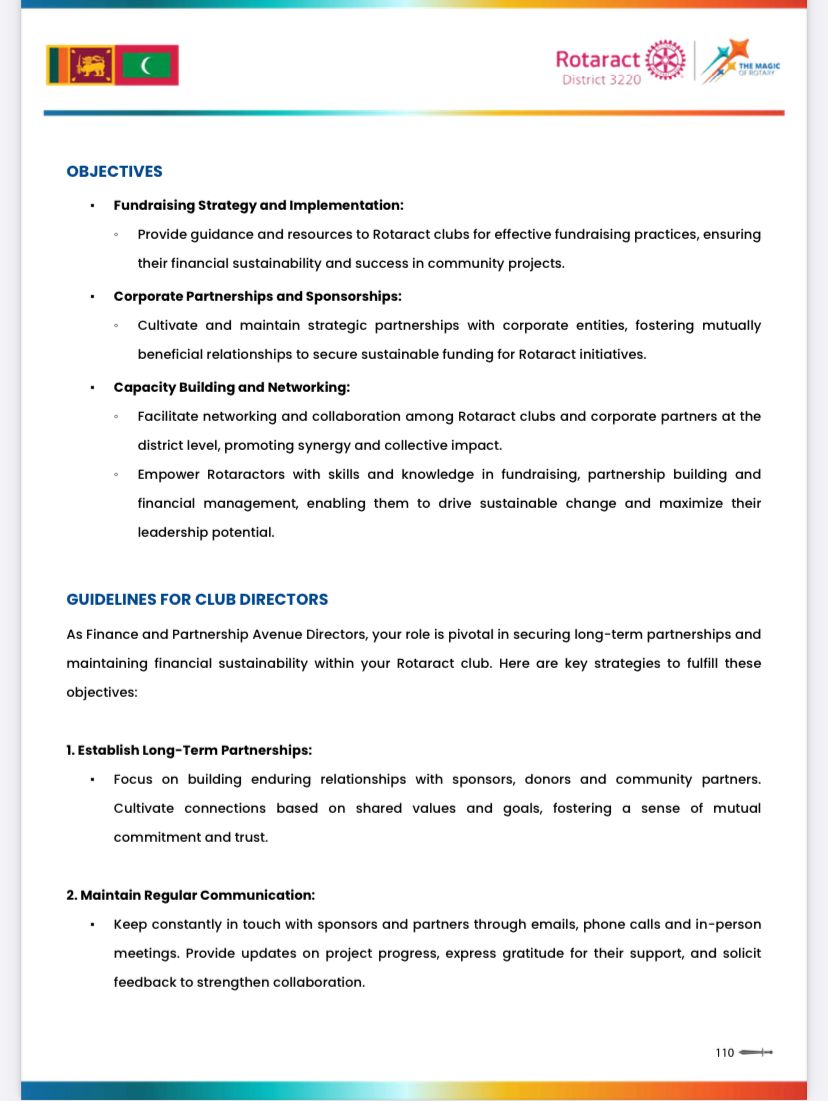 Rotaract
District 3220
THE MAGIC
OF ROTARY
OBJECTIVES
▪ Fundraising Strategy and Implementation:
◦ Provide guidance and resources to Rotaract clubs for effective fundraising practices, ensuring
their financial sustainability and success in community projects.
▪ Corporate Partnerships and Sponsorships:
◦ Cultivate and maintain strategic partnerships with corporate entities, fostering mutually
beneficial relationships to secure sustainable funding for Rotaract initiatives.
▪ Capacity Building and Networking:
◦ Facilitate networking and collaboration among Rotaract clubs and corporate partners at the
district level, promoting synergy and collective impact.
◦ Empower Rotaractors with skills and knowledge in fundraising, partnership building and
financial management, enabling them to drive sustainable change and maximize their
leadership potential.
GUIDELINES FOR CLUB DIRECTORS
As Finance and Partnership Avenue Directors, your role is pivotal in securing long-term partnerships and
maintaining financial sustainability within your Rotaract club. Here are key strategies to fulfill these
objectives:
1. Establish Long-Term Partnerships:
▪ Focus on building enduring relationships with sponsors, donors and community partners.
Cultivate connections based on shared values and goals, fostering a sense of mutual
commitment and trust.
2. Maintain Regular Communication:
▪ Keep constantly in touch with sponsors and partners through emails, phone calls and in-person
meetings. Provide updates on project progress, express gratitude for their support, and solicit
feedback to strengthen collaboration.
110